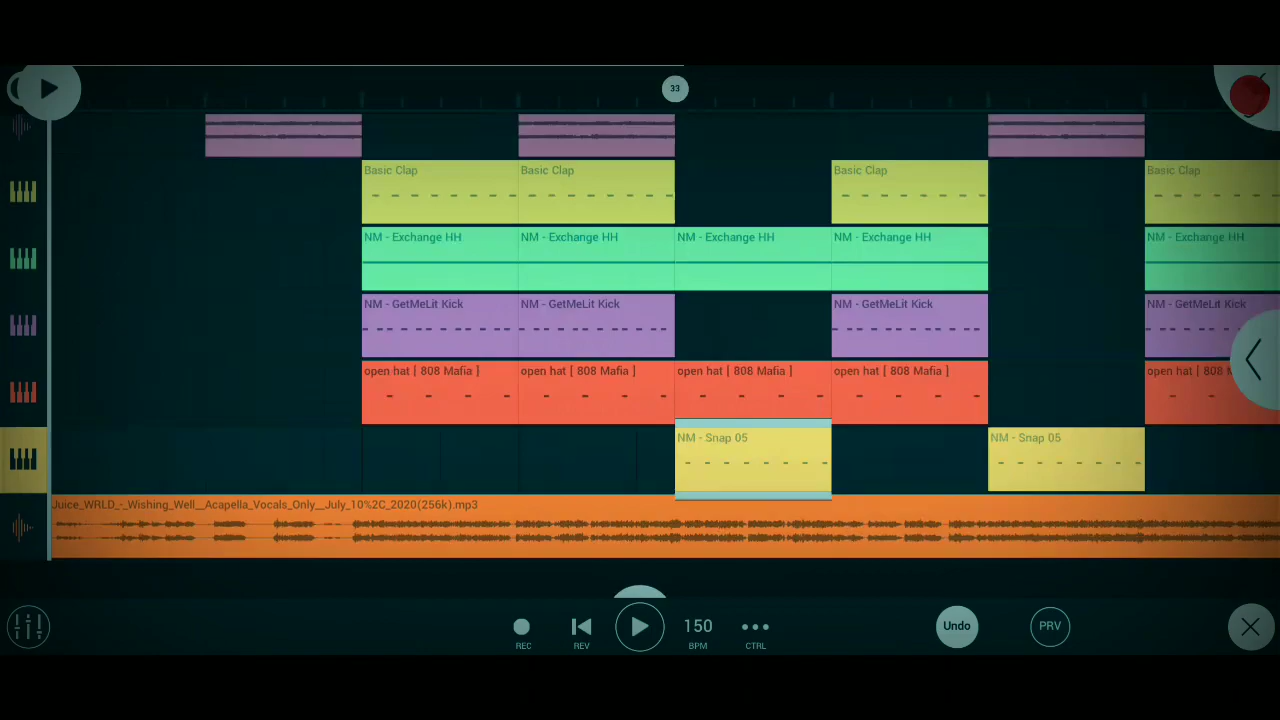 33
Basic Clap Basic Clap Basic Clap Basic Clap
NM - Exchange HH NM - Exchange HH NM - Exchange HH NM - Exchange HH NM - Exchange HH
NM - GetMeLit Kick NM - GetMeLit Kick NM - GetMeLit Kick NM - GetMeLit Kick
open hat [ 808 Mafia ] open hat [ 808 Mafia ] open hat [ 808 Mafia ] open hat [ 808 Mafia ] open hat [ 808 M
NM - Snap 05 NM - Snap 05
Juice_WRLD_-_Wishing_Well__Acapella_Vocals_Only__July_10%2C_2020(256k).mp3
150 Undo PRV
REC REV BPM CTRL